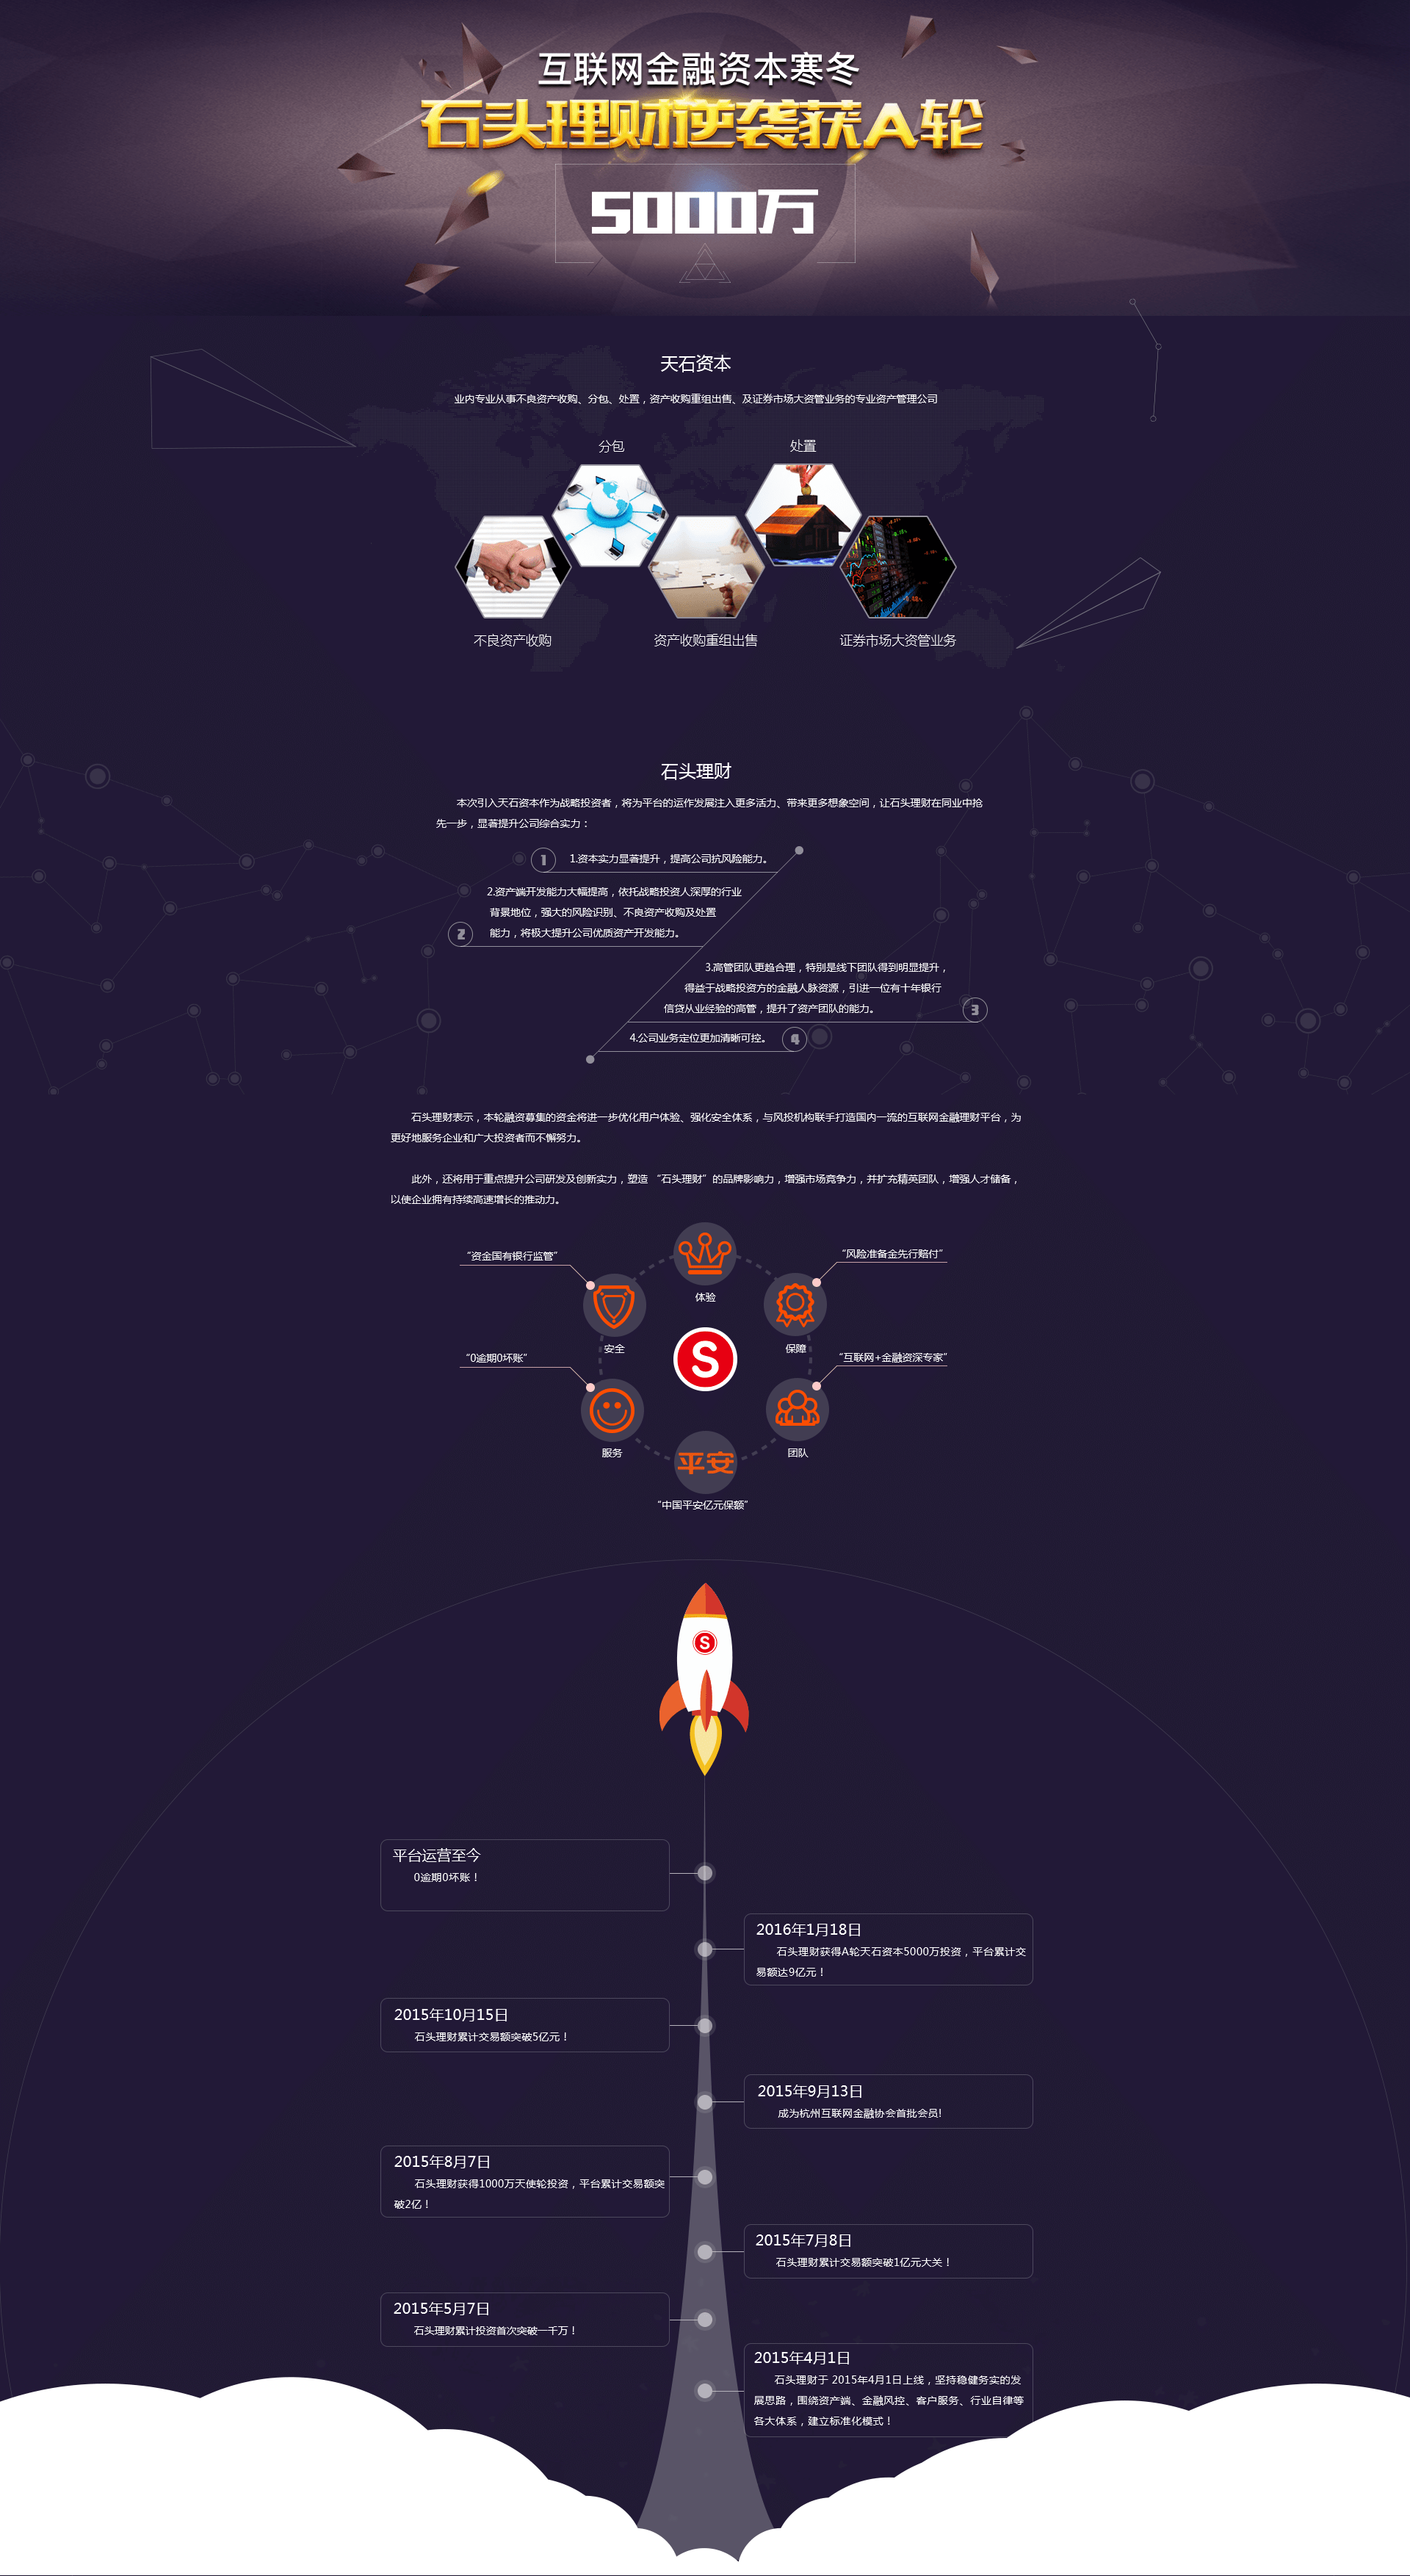 互联网金融资本寒冬
石头理财逆袭获A轮
5000万
天石资本
业内专业从事不良资产收购、分包、处置，资产收购重组出售、及证券市场大资管业务的专业资产管理公司
分包
处置
不良资产收购
资产收购重组出售
证券市场大资管业务
石头理财
本次引入天石资本作为战略投资者，将为平台的运作发展注入更多活力、带来更多想象空间，让石头理财在同业中抢
先一步，显著提升公司综合实力：
1
1.资本实力显著提升，提高公司抗风险能力。
2.资产端开发能力大幅提高，依托战略投资人深厚的行业
背景地位，强大的风险识别、不良资产收购及处置
2
能力，将极大提升公司优质资产开发能力。
3.高管团队更趋合理，特别是线下团队得到明显提升，
得益于战略投资方的金融人脉资源，引进一位有十年银行
信贷从业经验的高管，提升了资产团队的能力。
3
4.公司业务定位更加清晰可控。
4
石头理财表示，本轮融资募集的资金将进一步优化用户体验、强化安全体系，与风投机构联手打造国内一流的互联网金融理财平台，为
更好地服务企业和广大投资者而不懈努力。
此外，还将用于重点提升公司研发及创新实力，塑造 “石头理财”的品牌影响力，增强市场竞争力，并扩充精英团队，增强人才储备，
以使企业拥有持续高速增长的推动力。
“资金国有银行监管”
“风险准备金先行赔付”
体验
安全
保障
“0逾期0坏账”
S
“互联网+金融资深专家”
服务
平安
团队
“中国平安亿元保额”
S
平台运营至今
0逾期0坏账！
2016年1月18日
石头理财获得A轮天石资本5000万投资，平台累计交
易额达9亿元！
2015年10月15日
石头理财累计交易额突破5亿元！
2015年9月13日
成为杭州互联网金融协会首批会员!
2015年8月7日
石头理财获得1000万天使轮投资，平台累计交易额突
破2亿！
2015年7月8日
石头理财累计交易额突破1亿元大关！
2015年5月7日
石头理财累计投资首次突破一千万！
2015年4月1日
石头理财于 2015年4月1日上线，坚持稳健务实的发
展思路，围绕资产端、金融风控、客户服务、行业自律等
各大体系，建立标准化模式！